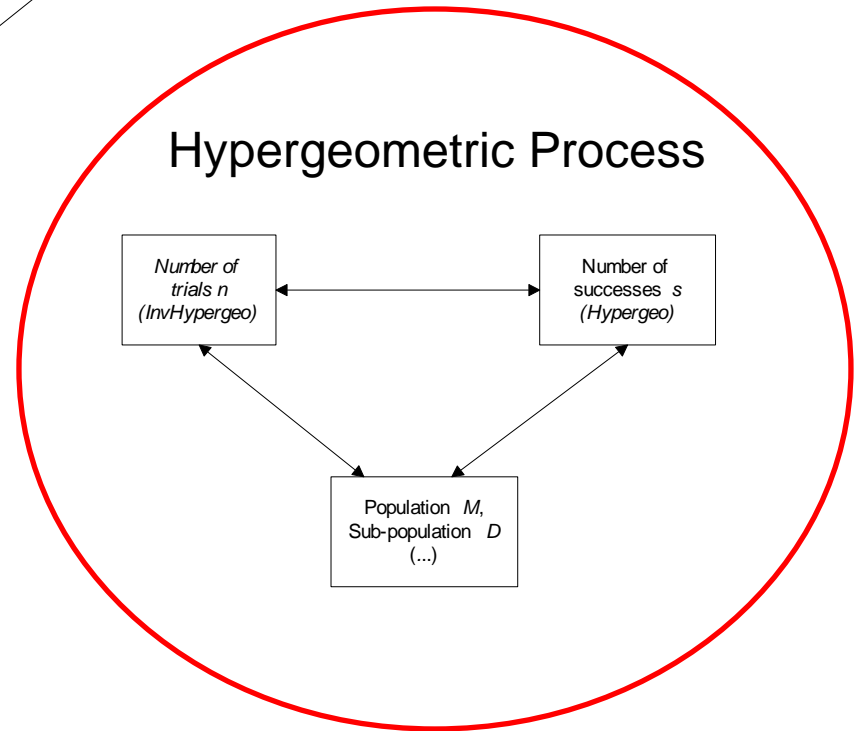 Hypergeometric Process
Number of
trials n
(InvHypergeo)
Number of
successes s
(Hypergeo)
Population M,
Sub-population D
(...)